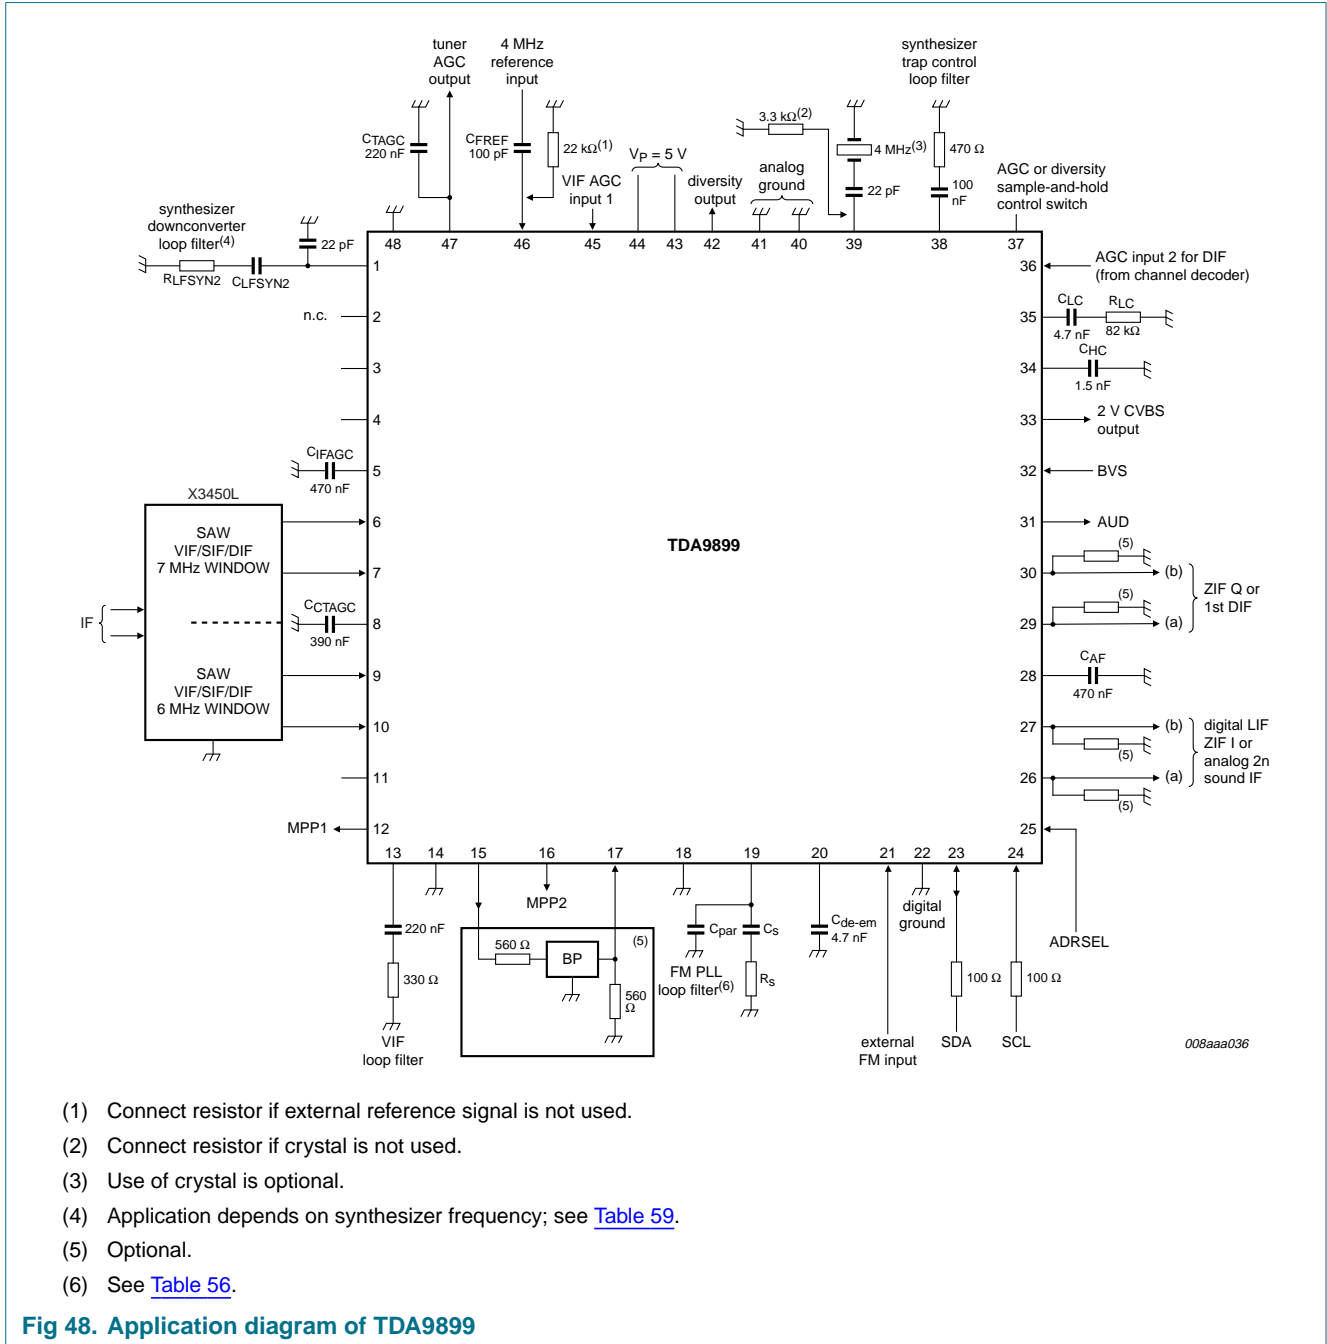 tuner
AGC
output
4 MHz
reference
input
synthesizer
trap control
loop filter
CTAGC
220 nF
CFREF
100 pF
22 kΩ(1)
VIF AGC
input 1
VP = 5 V
diversity
output
analog
ground
3.3 kΩ(2)
4 MHz(3)
22 pF
470 Ω
100
nF
AGC or diversity
sample-and-hold
control switch
synthesizer
downconverter
loop filter(4)
22 pF
RLFSYN2
CLFSYN2
48
47
46
45
44
43
42
41
40
39
38
37
1
n.c.
2
3
4
CIFAGC
470 nF
5
X3450L
SAW
VIF/SIF/DIF
7 MHz WINDOW
6
7
IF
CCTAGC
390 nF
8
SAW
VIF/SIF/DIF
6 MHz WINDOW
9
10
11
MPP1
12
TDA9899
36
AGC input 2 for DIF
(from channel decoder)
35
CLC
4.7 nF
RLC
82 kΩ
34
CHC
1.5 nF
33
2 V CVBS
output
32
BVS
31
AUD
30
(5)
(b)
29
(5)
(a)
ZIF Q or
1st DIF
28
CAF
470 nF
27
(b)
(5)
26
(a)
(5)
digital LIF
ZIF I or
analog 2n
sound IF
25
13
14
15
16
17
18
19
20
21
22
23
24
220 nF
330 Ω
VIF
loop filter
MPP2
560 Ω
BP
(5)
560
Ω
Cpar
Cs
FM PLL
loop filter(6)
Rs
Cde-em
4.7 nF
digital
ground
external
FM input
100 Ω
SDA
100 Ω
SCL
ADRSEL
008aaa036
(1) Connect resistor if external reference signal is not used.
(2) Connect resistor if crystal is not used.
(3) Use of crystal is optional.
(4) Application depends on synthesizer frequency; see Table 59.
(5) Optional.
(6) See Table 56.
Fig 48. Application diagram of TDA9899